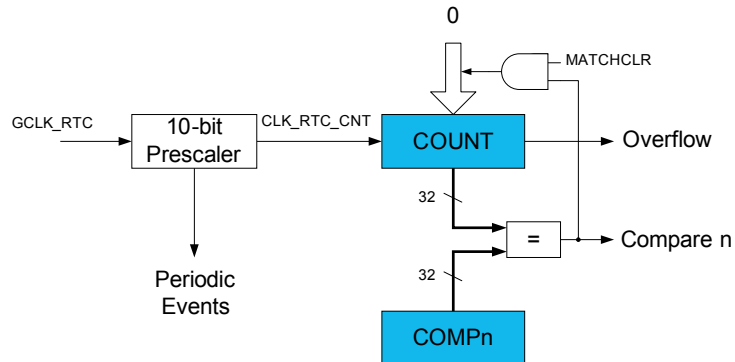 0
MATCHCLR
GCLK_RTC
10-bit
Prescaler
CLK_RTC_CNT
COUNT
Overflow
32
=
Compare n
32
Periodic
Events
COMPn